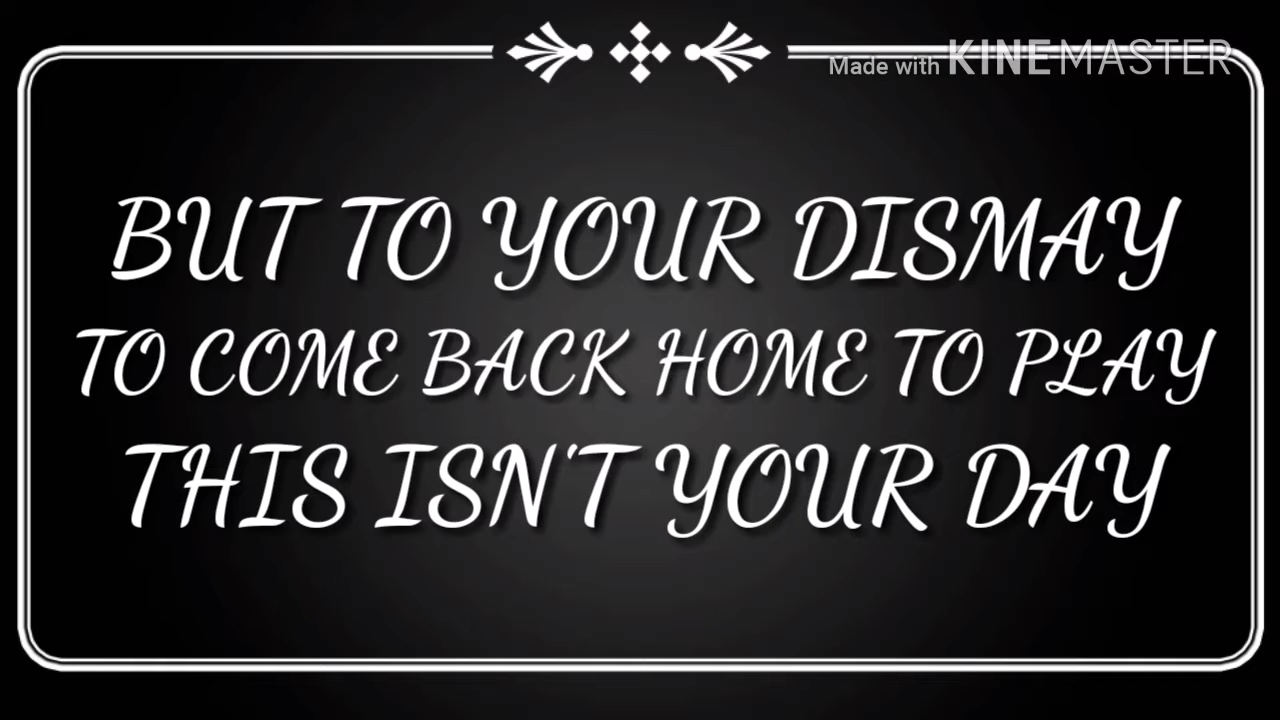 Made with KINEMASTER
BUT TO YOUR DISMAY
TO COME BACK HOME TO PLAY
THIS ISN'T YOUR DAY